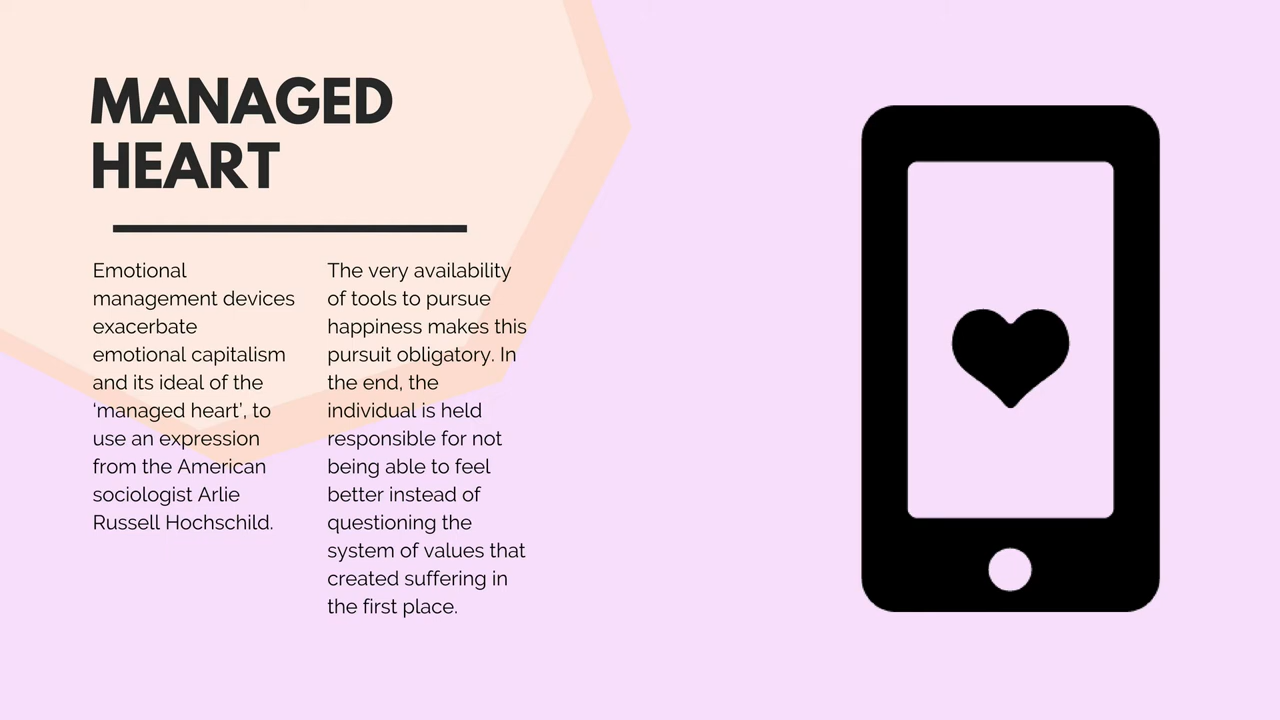 MANAGED
HEART
Emotional
management devices
exacerbate
emotional capitalism
and its ideal of the
‘managed heart’, to
use an expression
from the American
sociologist Arlie
Russell Hochschild.
The very availability
of tools to pursue
happiness makes this
pursuit obligatory. In
the end, the
individual is held
responsible for not
being able to feel
better instead of
questioning the
system of values that
created suffering in
the first place.